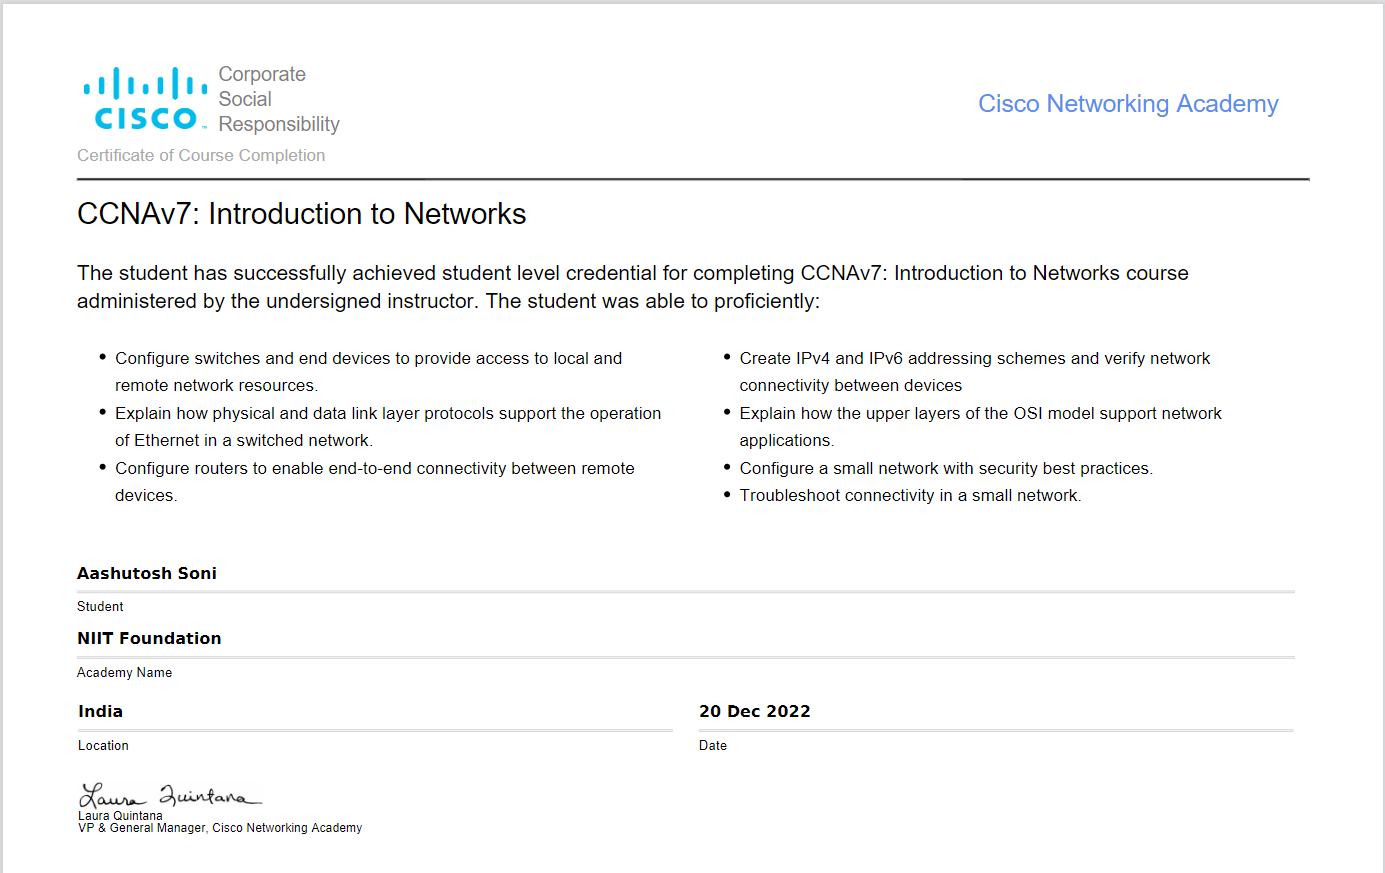 CISCO
Corporate
Social
Responsibility
Cisco Networking Academy
Certificate of Course Completion
CCNAv7: Introduction to Networks
The student has successfully achieved student level credential for completing CCNAv7: Introduction to Networks course
administered by the undersigned instructor. The student was able to proficiently:
• Configure switches and end devices to provide access to local and
remote network resources.
• Explain how physical and data link layer protocols support the operation
of Ethernet in a switched network.
• Configure routers to enable end-to-end connectivity between remote
devices.
• Create IPv4 and IPv6 addressing schemes and verify network
connectivity between devices
• Explain how the upper layers of the OSI model support network
applications.
• Configure a small network with security best practices.
• Troubleshoot connectivity in a small network.
Aashutosh Soni
Student
NIIT Foundation
Academy Name
India
Location
20 Dec 2022
Date
Laura Quintana
Laura Quintana
VP & General Manager, Cisco Networking Academy